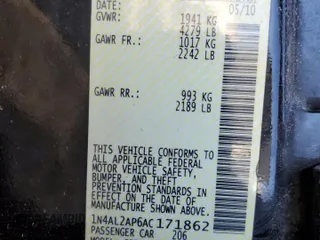 DATE: 05/10
GVWR: 1941 KG
4279 LB
GAWR FR.: 1017 KG
2242 LB
GAWR RR.: 993 KG
2189 LB
THIS VEHICLE CONFORMS TO
ALL APPLICABLE FEDERAL
MOTOR VEHICLE SAFETY,
BUMPER, AND THEFT
PREVENTION STANDARDS IN
EFFECT ON THE DATE OF
MANUFACTURE SHOWN ABOVE.
1N4AL2AP6AC171862
PASSENGER CAR 206